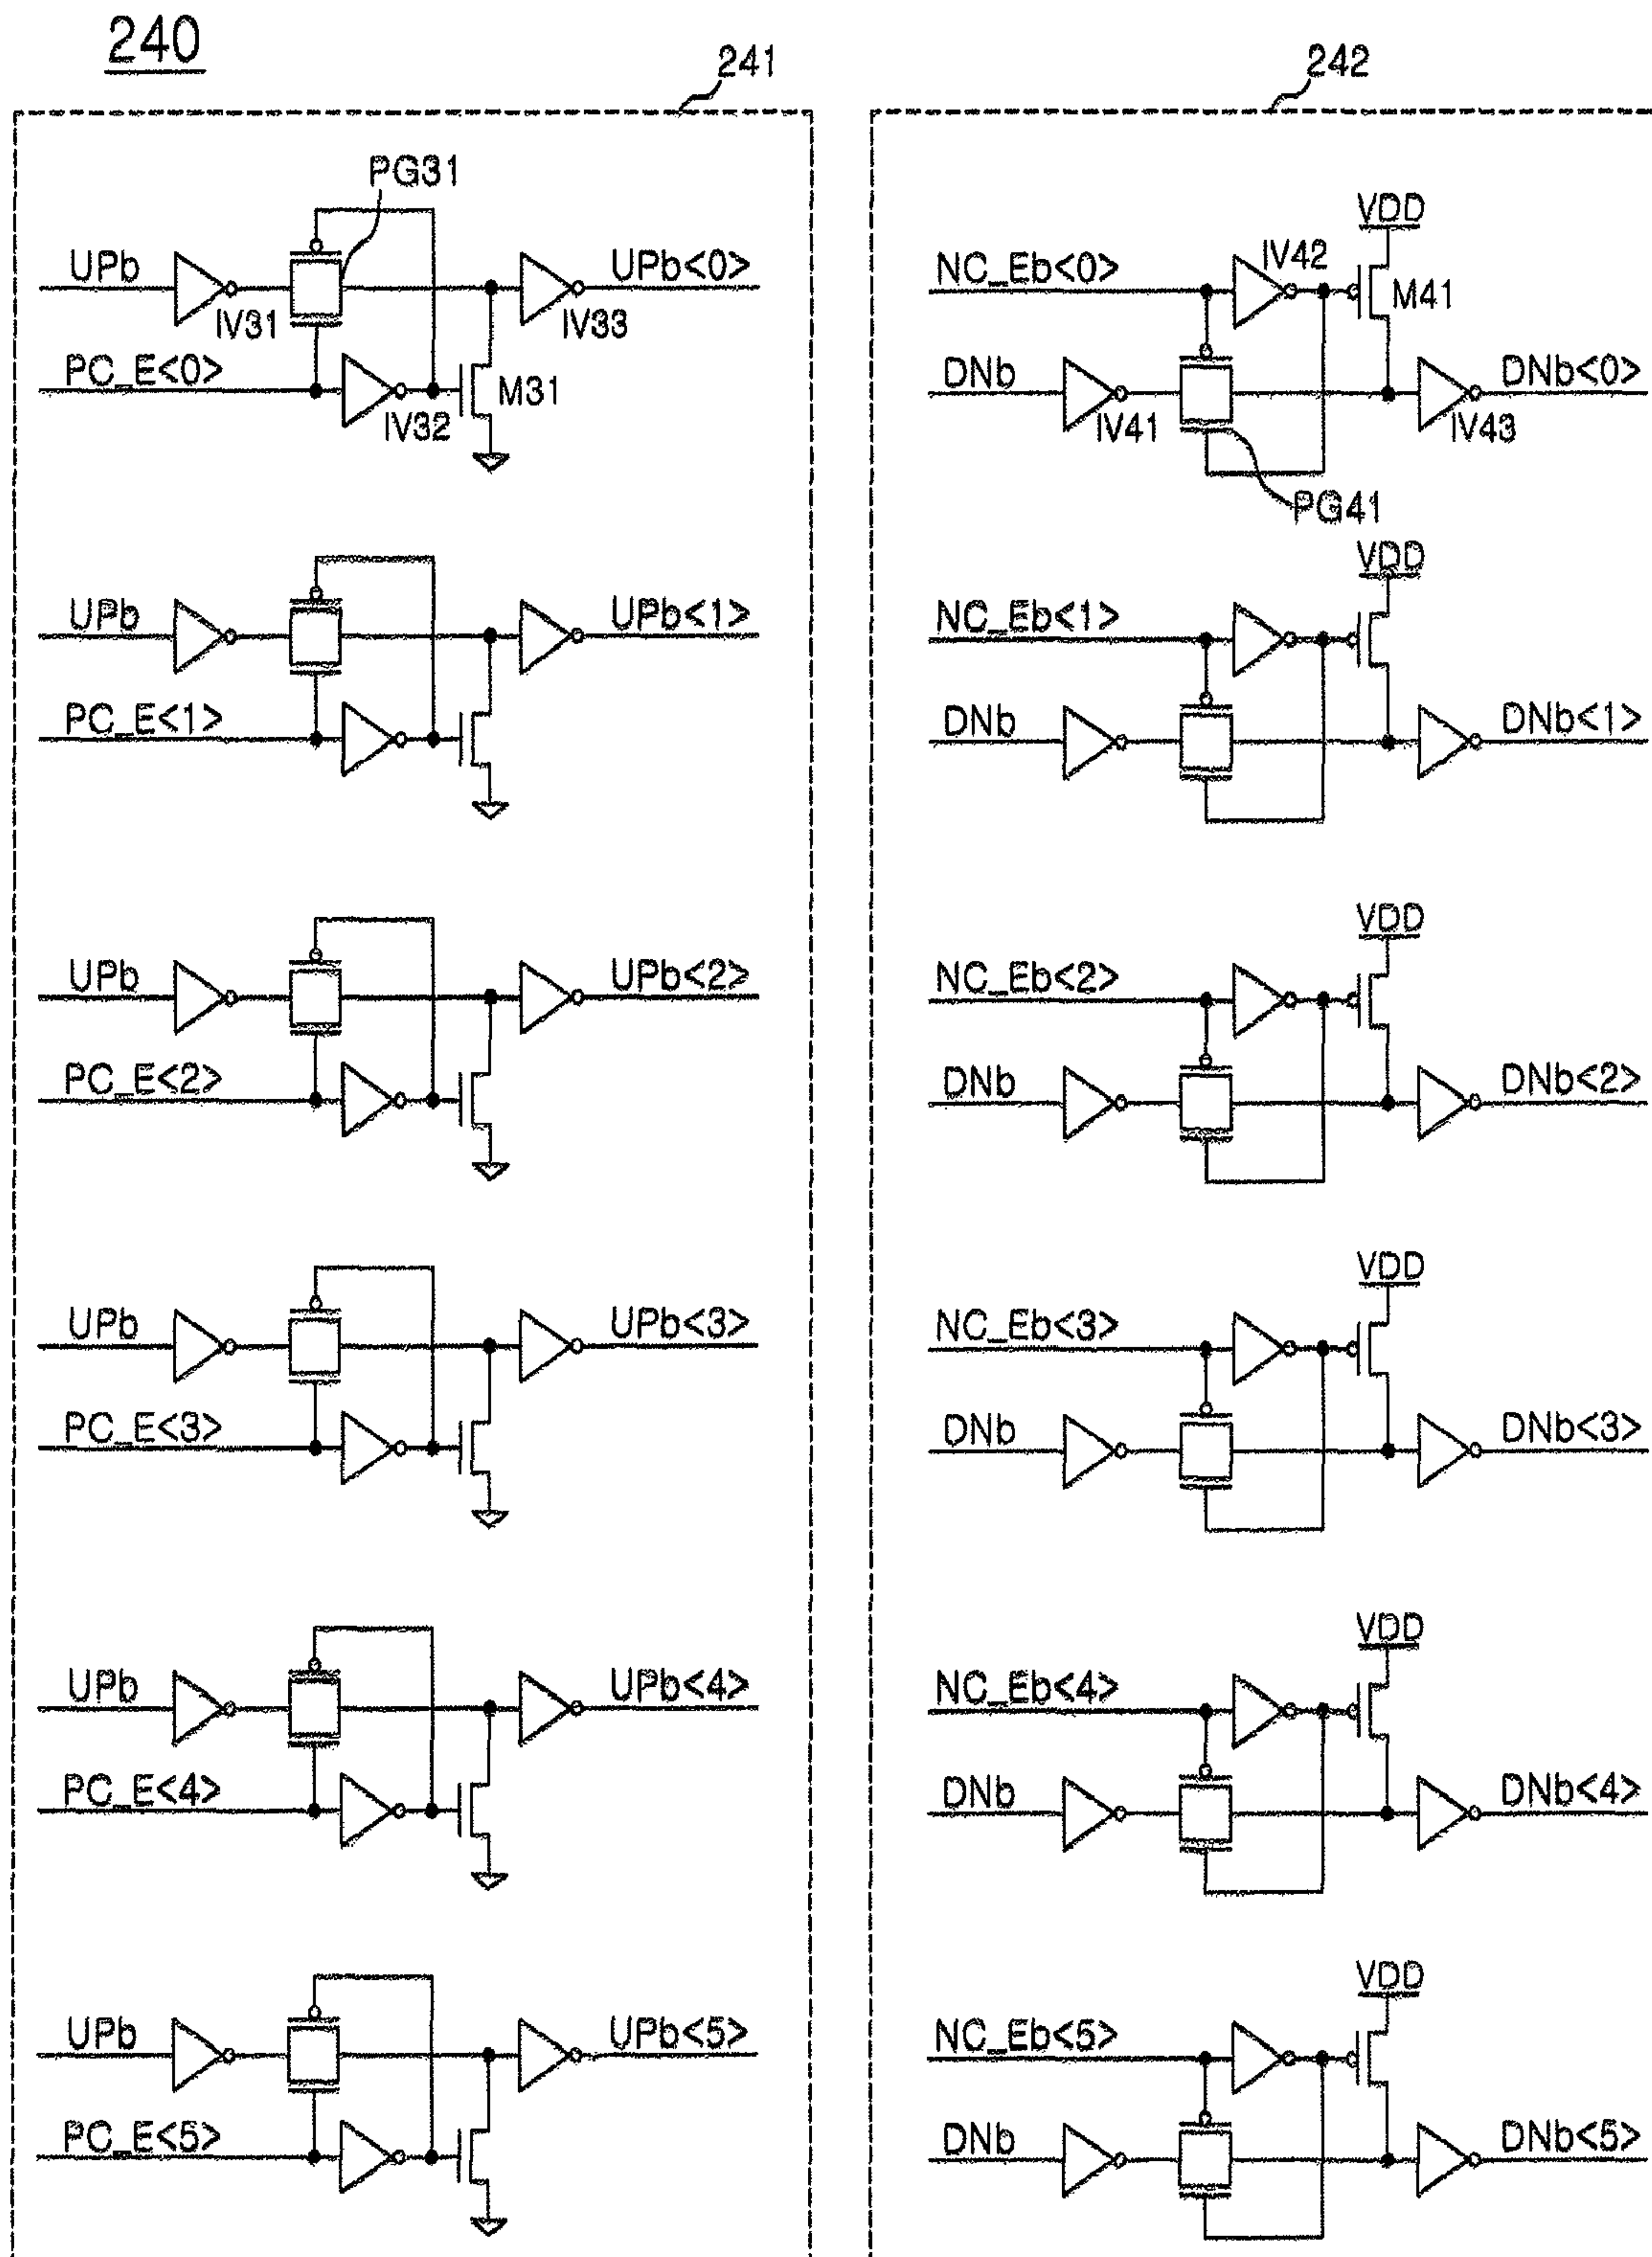 240
241
242
PG31
UPb
IV31
UPb<0>
IV33
PC_E<0>
IV32
M31
VDD
NC_Eb<0>
IV42
M41
DNb
IV41
DNb<0>
IV43
PG41
UPb
UPb<1>
PC_E<1>
VDD
NC_Eb<1>
DNb
DNb<1>
UPb
UPb<2>
PC_E<2>
VDD
NC_Eb<2>
DNb
DNb<2>
UPb
UPb<3>
PC_E<3>
VDD
NC_Eb<3>
DNb
DNb<3>
UPb
UPb<4>
PC_E<4>
VDD
NC_Eb<4>
DNb
DNb<4>
UPb
UPb<5>
PC_E<5>
VDD
NC_Eb<5>
DNb
DNb<5>